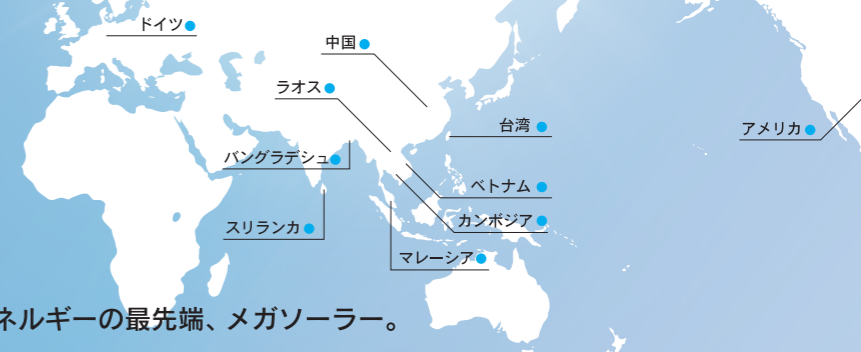 ドイツ
中国
ラオス
台湾
アメリカ
バングラデシュ
ベトナム
カンボジア
スリランカ
マレーシア
ネルギーの最先端、メガソーラー。